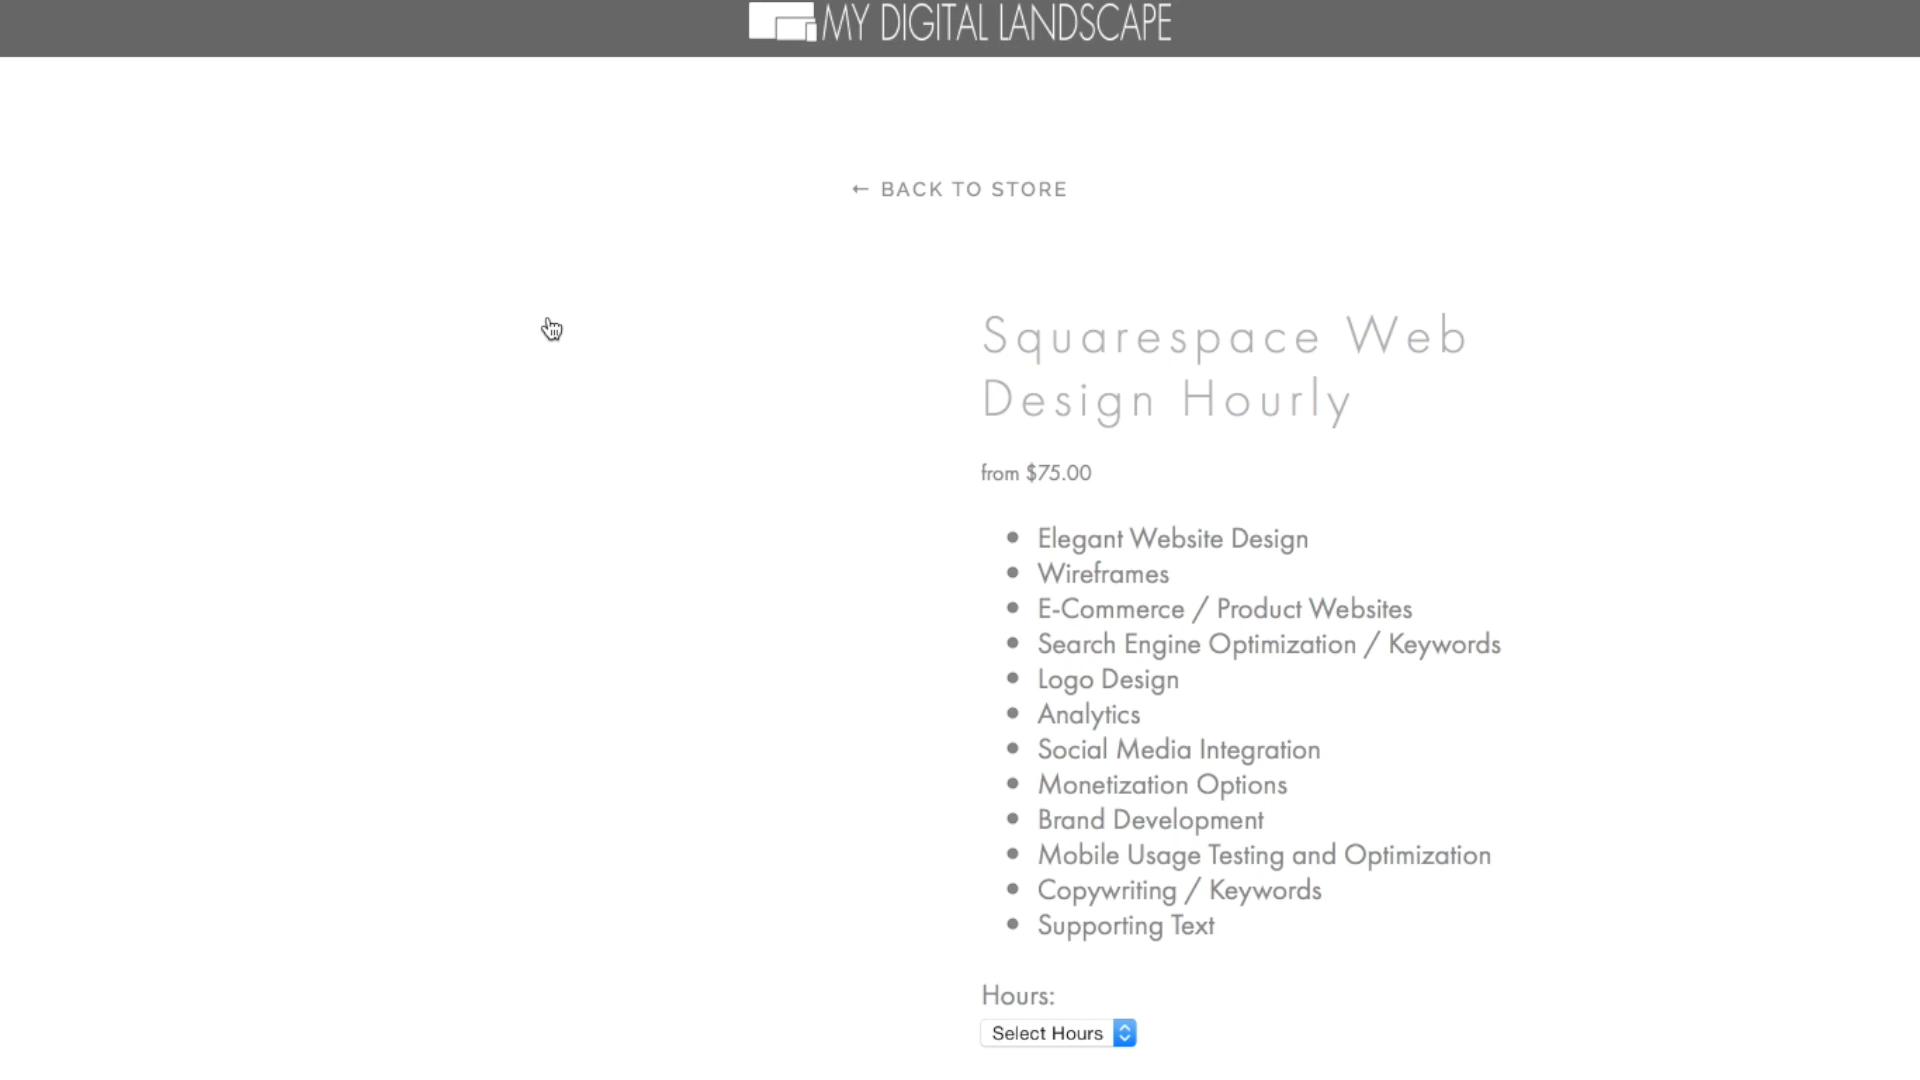 MY DIGITAL LANDSCAPE
← BACK TO STORE
Squarespace Web
Design Hourly
from $75.00
• Elegant Website Design
• Wireframes
• E-Commerce / Product Websites
• Search Engine Optimization / Keywords
• Logo Design
• Analytics
• Social Media Integration
• Monetization Options
• Brand Development
• Mobile Usage Testing and Optimization
• Copywriting / Keywords
• Supporting Text
Hours:
Select Hours